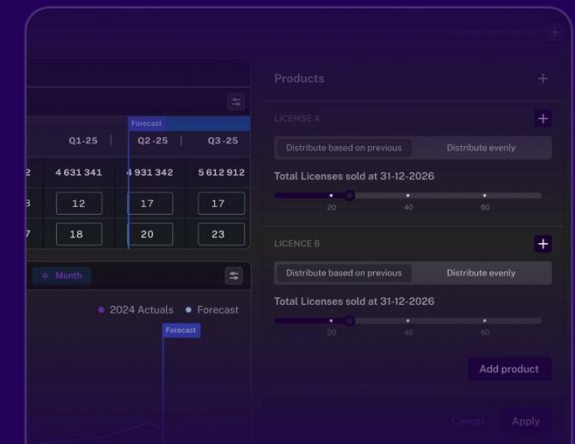 Products
Forecast
LICENSE A
Q1-25 | Q2-25 | Q3-25
Distribute based on previous Distribute evenly
2 4 631 341 4 931 342 5 612 912
Total Licenses sold at 31-12-2026
12 17 17
20 40 60
7 18 20 23
LICENCE B
Month
Distribute based on previous Distribute evenly
Total Licenses sold at 31-12-2026
2024 Actuals Forecast
Forecast
20 40 60
Add product
Cancel Apply